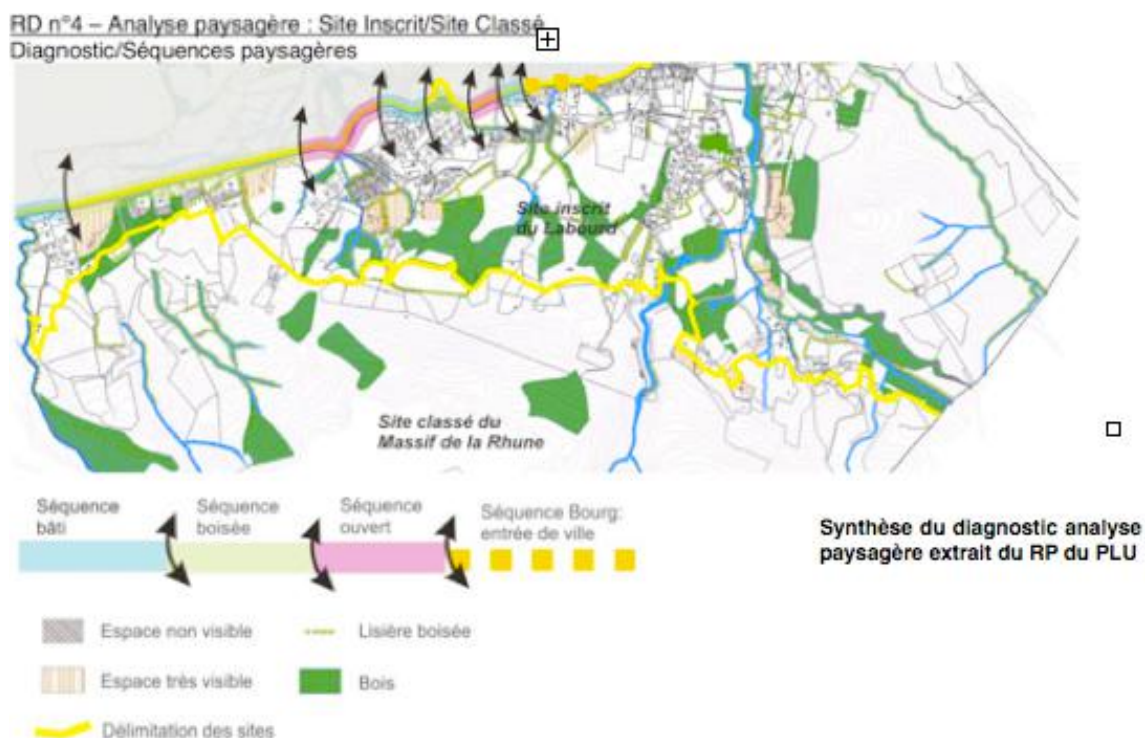 RD n°4 – Analyse paysagère : Site Inscrit/Site Classé
Diagnostic/Séquences paysagères
Site inscrit
du Labourd
Site classé du
Massif de la Rhune
Séquence
bâti
Séquence
boisée
Séquence
ouvert
Séquence Bourg:
entrée de ville
Synthèse du diagnostic analyse
paysagère extrait du RP du PLU
Espace non visible
Lisière boisée
Espace très visible
Bois
Délimitation des sites